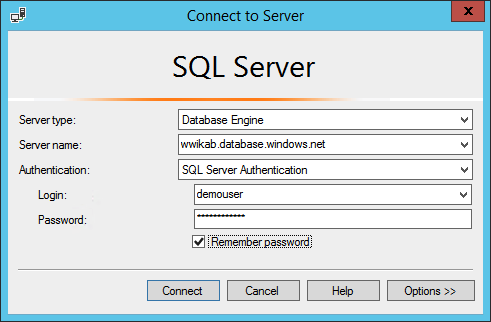 Connect to Server
x
SQL Server
Server type: Database Engine
Server name: wwikab.database.windows.net
Authentication: SQL Server Authentication
Login: demouser
Password: ************
Remember password
Connect Cancel Help Options >>